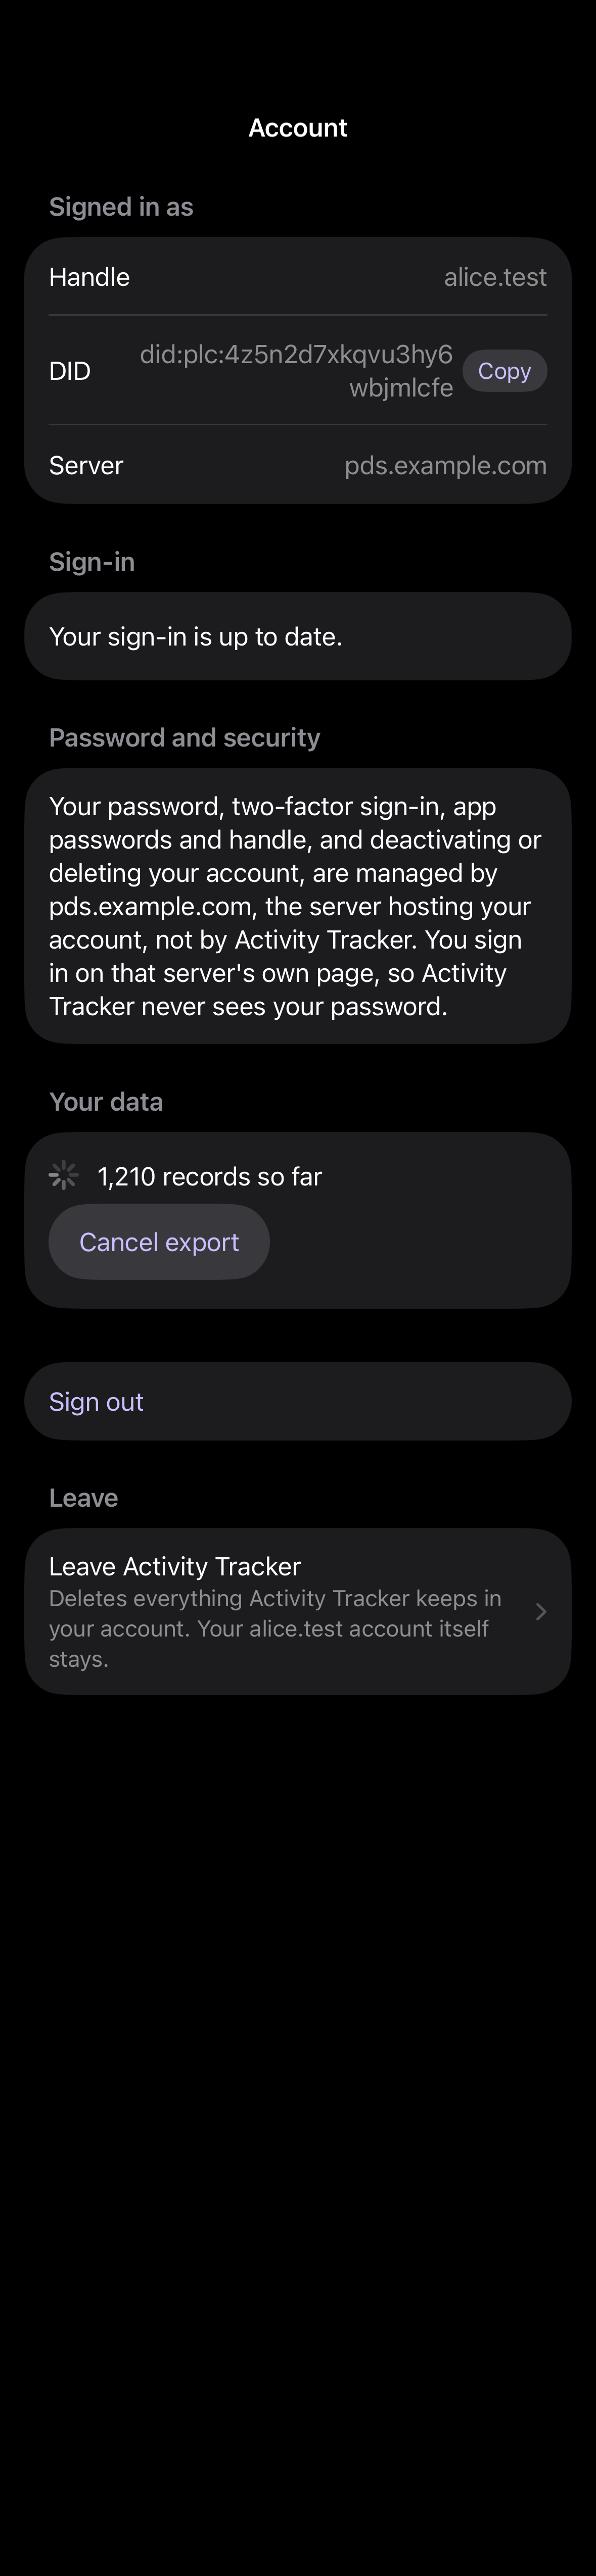 Account
Signed in as
Handle
alice.test
DID
did:plc:4z5n2d7xkqvu3hy6
wbjmlcfe
Copy
Server
pds.example.com
Sign-in
Your sign-in is up to date.
Password and security
Your password, two-factor sign-in, app
passwords and handle, and deactivating or
deleting your account, are managed by
pds.example.com, the server hosting your
account, not by Activity Tracker. You sign
in on that server's own page, so Activity
Tracker never sees your password.
Your data
1,210 records so far
Cancel export
Sign out
Leave
Leave Activity Tracker
Deletes everything Activity Tracker keeps in
your account. Your alice.test account itself
stays.